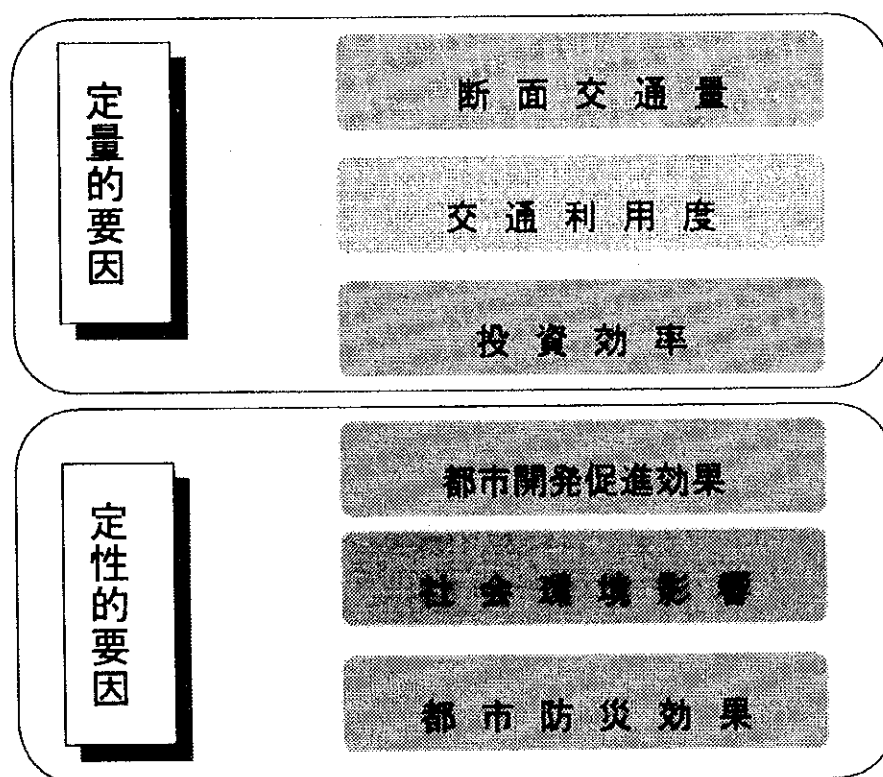 定量的要因
断面交通量
交通利用度
投資効率
定性的要因
都市開発促進効果
社会環境影響
都市防災効果